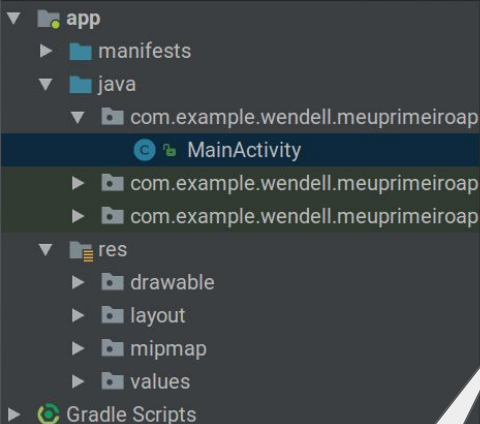 app
manifests
java
com.example.wendell.meuprimeiroap
C MainActivity
com.example.wendell.meuprimeiroap
com.example.wendell.meuprimeiroap
res
drawable
layout
mipmap
values
Gradle Scripts